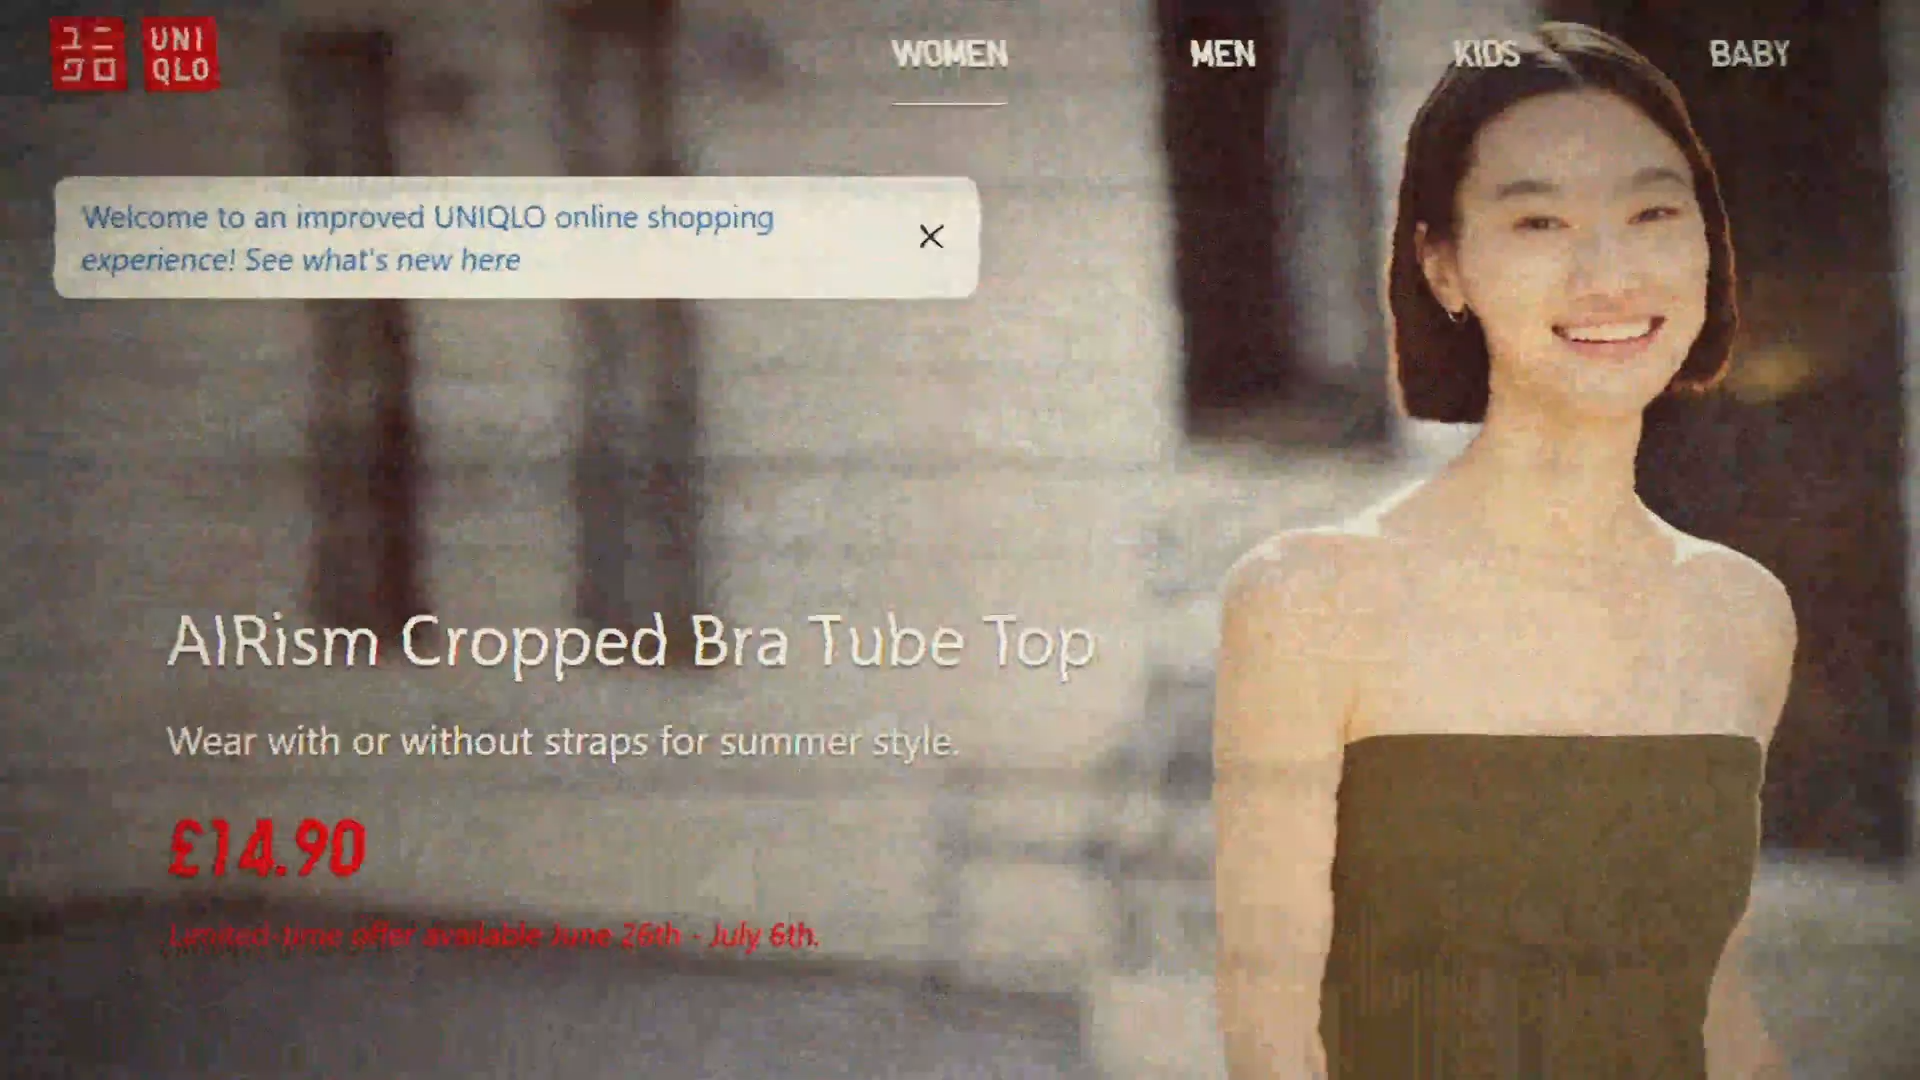 ユニ
クロ
UNI
QLO
WOMEN
MEN
KIDS
BABY
Welcome to an improved UNIQLO online shopping
experience! See what's new here
AIRism Cropped Bra Tube Top
Wear with or without straps for summer style.
£14.90
Limited-time offer available June 26th - July 6th.